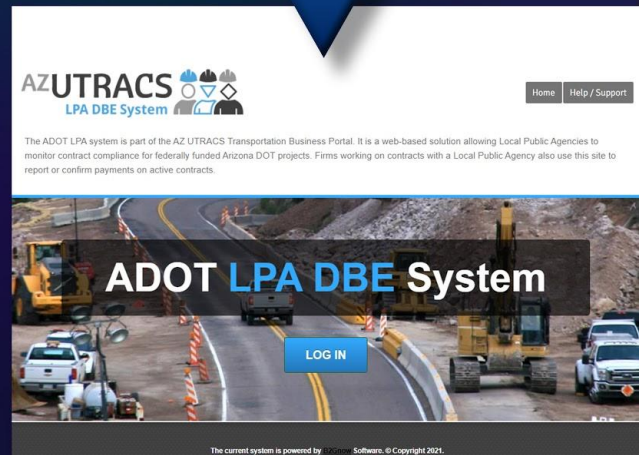 AZUTRACS
LPA DBE System
Home Help / Support
The ADOT LPA system is part of the AZ UTRACS Transportation Business Portal. It is a web-based solution allowing Local Public Agencies to
monitor contract compliance for federally funded Arizona DOT projects. Firms working on contracts with a Local Public Agency also use this site to
report or confirm payments on active contracts.
ADOT LPA DBE System
LOG IN
The current system is powered by B2Gnow Software. © Copyright 2021.